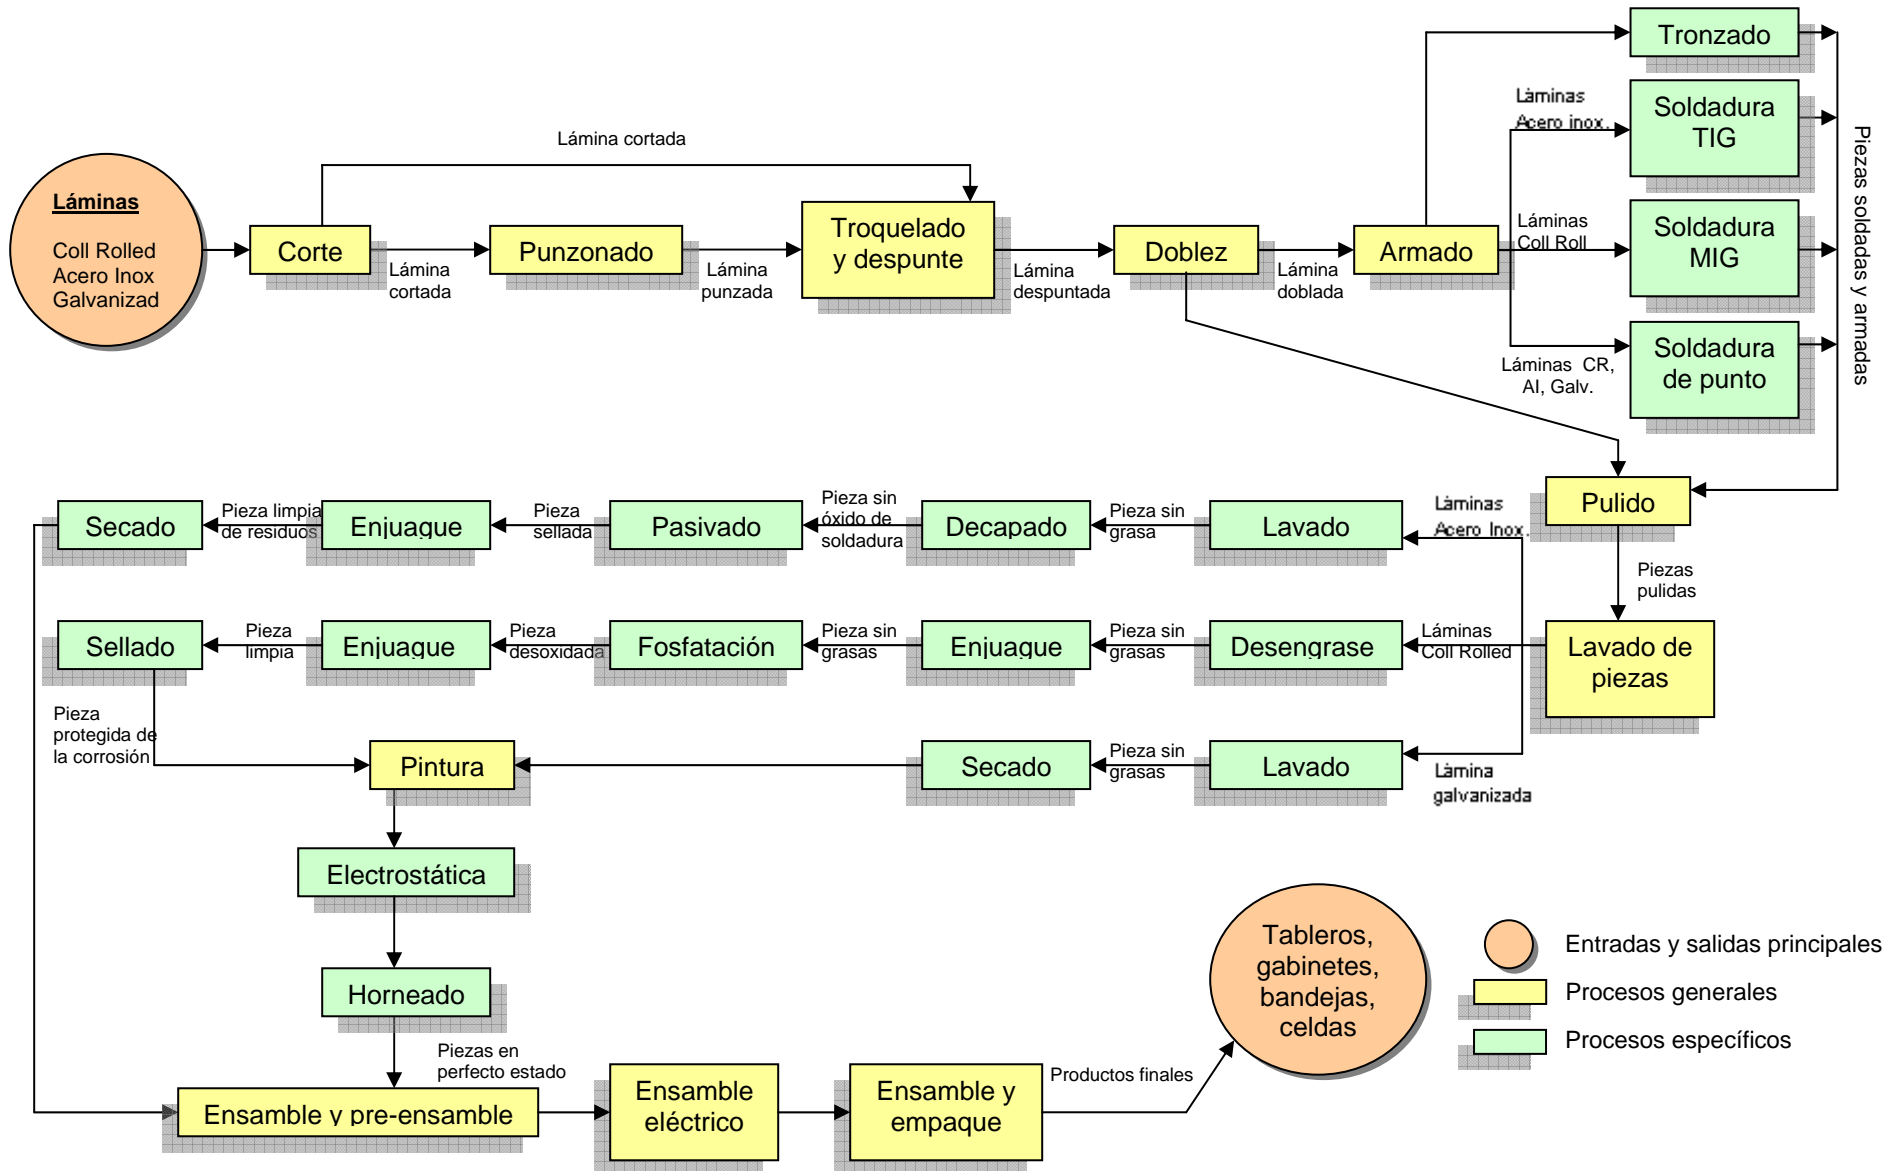 Láminas
Coll Rolled
Acero Inox
Galvanizad
Lámina cortada
Corte
Lámina
cortada
Punzonado
Lámina
punzada
Troquelado
y despunte
Lámina
despuntada
Doblez
Lámina
doblada
Armado
Láminas
Acero inox.
Láminas
Coll Roll
Láminas CR,
AI, Galv.
Tronzado
Soldadura
TIG
Soldadura
MIG
Soldadura
de punto
Piezas soldadas y armadas
Pulido
Piezas
pulidas
Lavado de
piezas
Láminas
Acero Inox.
Lavado
Pieza sin
grasa
Decapado
Pieza sin
óxido de
soldadura
Pasivado
Pieza
sellada
Enjuague
Pieza limpia
de residuos
Secado
Láminas
Coll Rolled
Desengrase
Pieza sin
grasas
Enjuague
Pieza sin
grasas
Fosfatación
Pieza
desoxidada
Enjuague
Pieza
limpia
Sellado
Pieza
protegida de
la corrosión
Lámina
galvanizada
Lavado
Pieza sin
grasas
Secado
Pintura
Electrostática
Horneado
Piezas en
perfecto estado
Ensamble y pre-ensamble
Ensamble
eléctrico
Ensamble y
empaque
Productos finales
Tableros,
gabinetes,
bandejas,
celdas
Entradas y salidas principales
Procesos generales
Procesos específicos